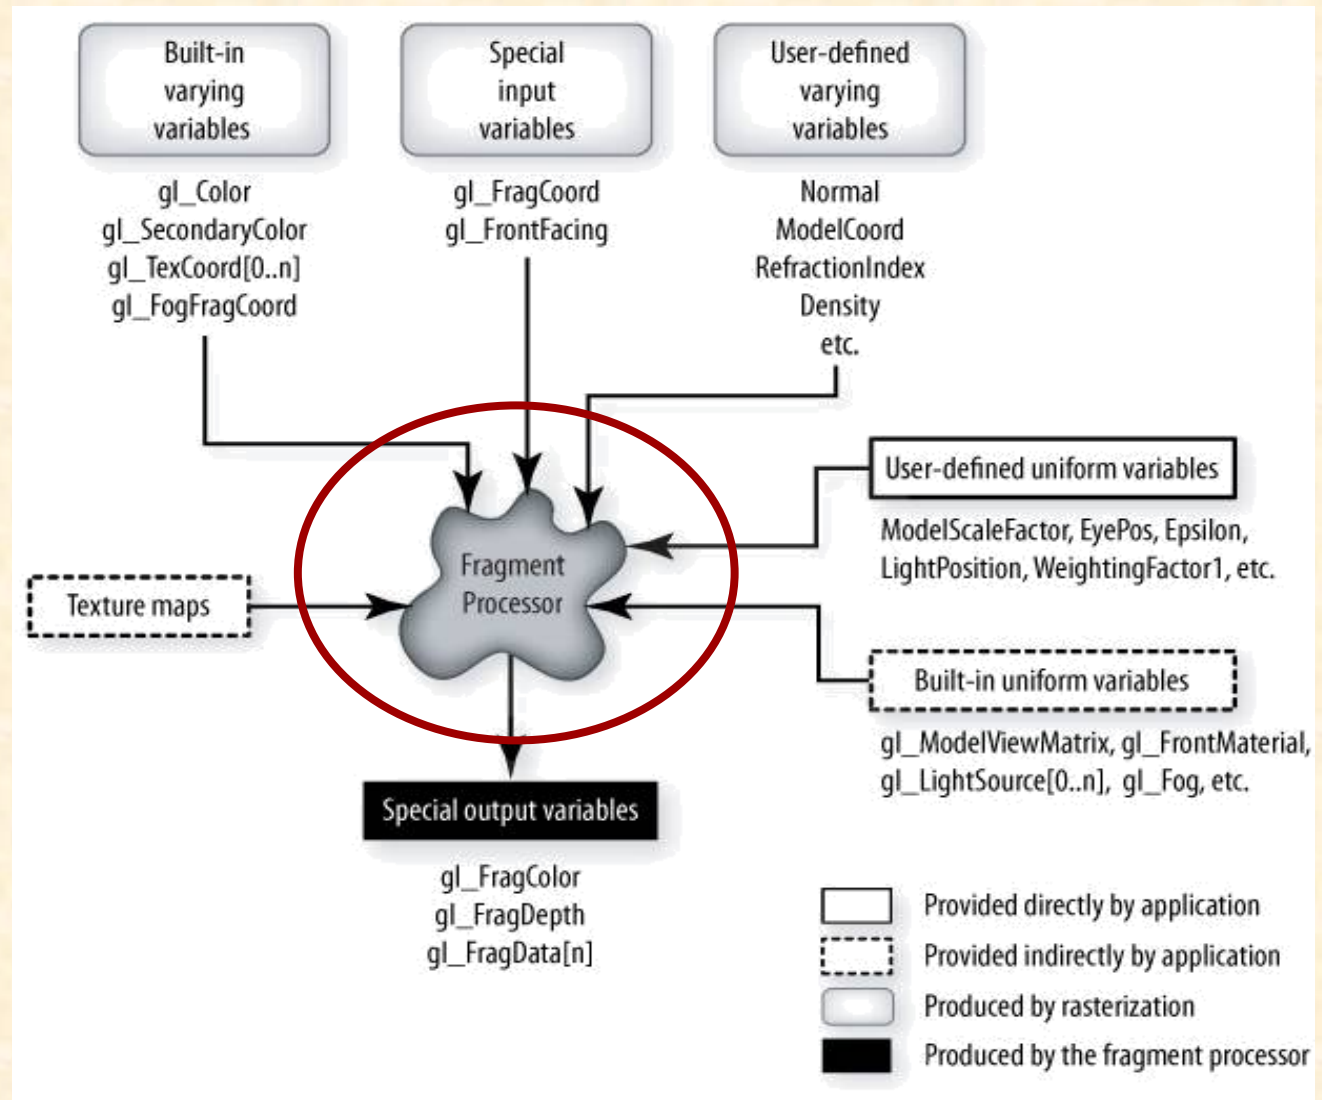 Built-in
varying
variables
Special
input
variables
User-defined
varying
variables
gl_Color
gl_SecondaryColor
gl_TexCoord[0..n]
gl_FogFragCoord
gl_FragCoord
gl_FrontFacing
Normal
ModelCoord
RefractionIndex
Density
etc.
User-defined uniform variables
ModelScaleFactor, EyePos, Epsilon,
LightPosition, WeightingFactor1, etc.
Fragment
Processor
Texture maps
Built-in uniform variables
gl_ModelViewMatrix, gl_FrontMaterial,
gl_LightSource[0..n], gl_Fog, etc.
Special output variables
gl_FragColor
gl_FragDepth
gl_FragData[n]
Provided directly by application
Provided indirectly by application
Produced by rasterization
Produced by the fragment processor